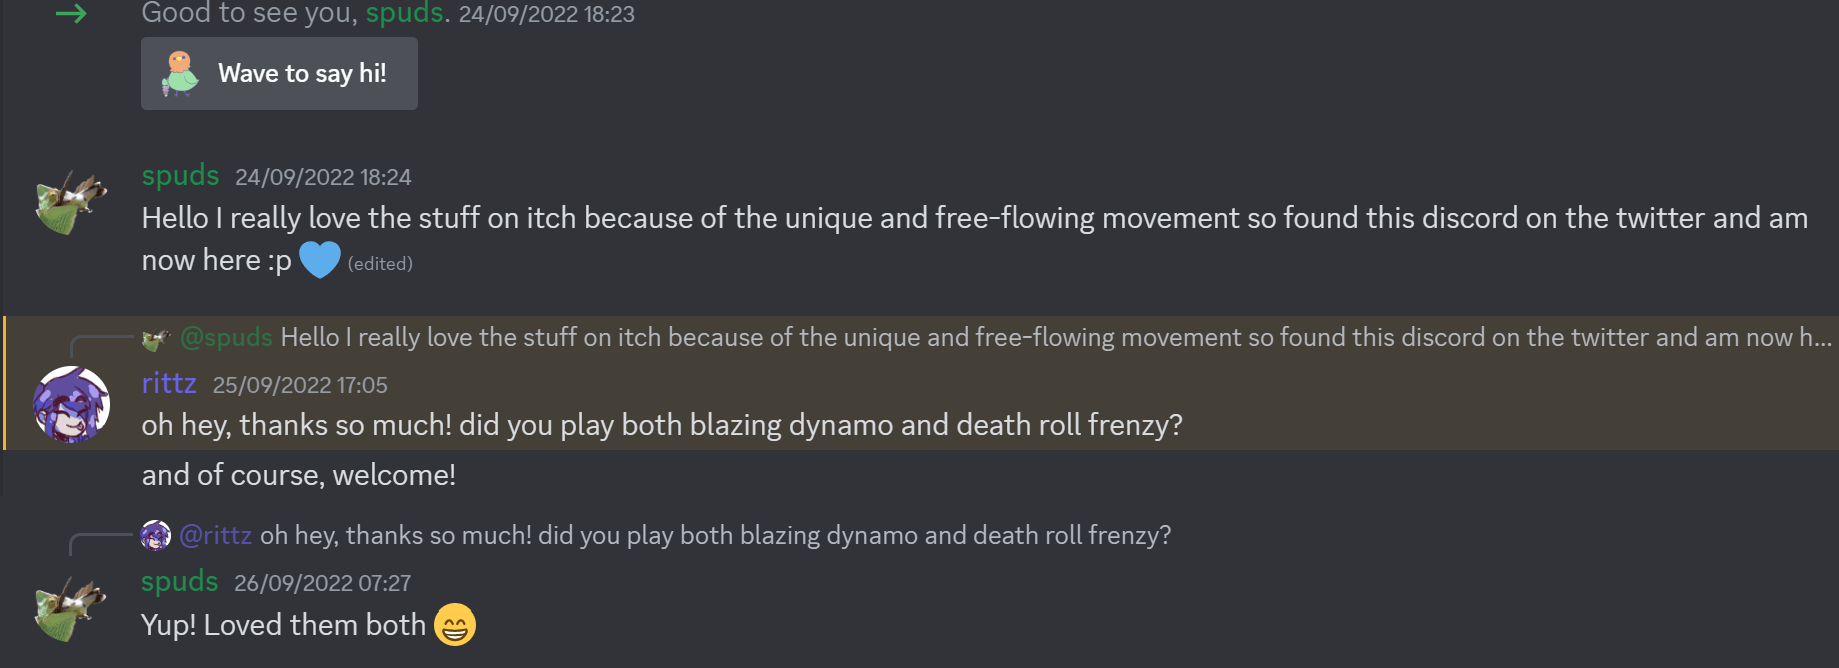 Good to see you, spuds. 24/09/2022 18:23
Wave to say hi!
spuds 24/09/2022 18:24
Hello I really love the stuff on itch because of the unique and free-flowing movement so found this discord on the twitter and am
now here :p 💙 (edited)
@spuds Hello I really love the stuff on itch because of the unique and free-flowing movement so found this discord on the twitter and am now h...
rittz 25/09/2022 17:05
oh hey, thanks so much! did you play both blazing dynamo and death roll frenzy?
and of course, welcome!
@rittz oh hey, thanks so much! did you play both blazing dynamo and death roll frenzy?
spuds 26/09/2022 07:27
Yup! Loved them both 😁